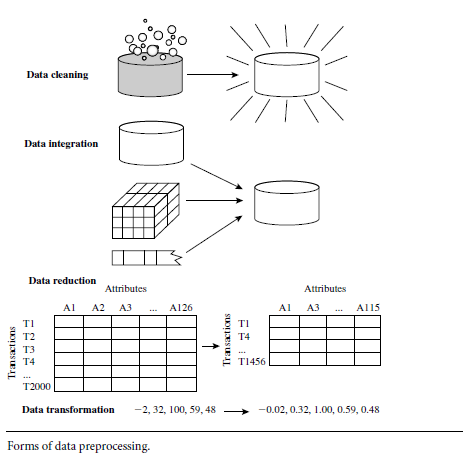 Data cleaning
Data integration
Data reduction
Attributes
A1 A2 A3 ... A126
Transactions
T1
T2
T3
T4
...
T2000
Attributes
A1 A3 ... A115
Transactions
T1
T4
...
T1456
Data transformation −2, 32, 100, 59, 48 −0.02, 0.32, 1.00, 0.59, 0.48
Forms of data preprocessing.